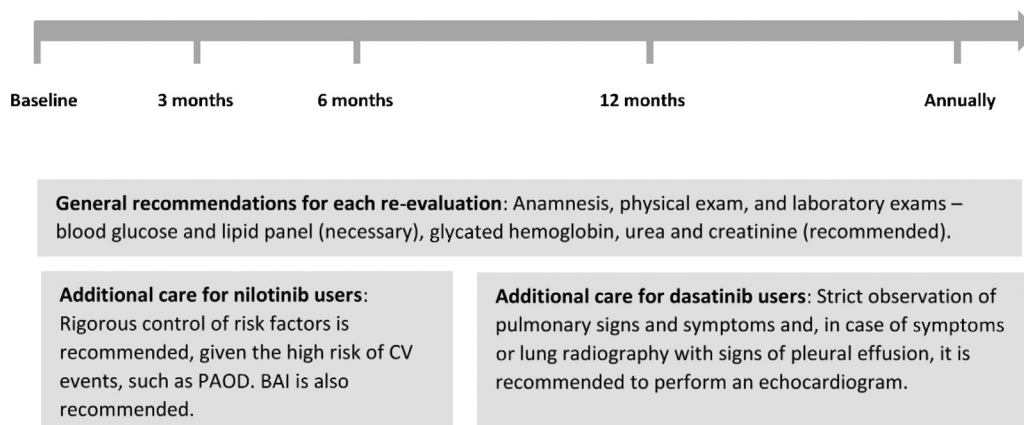 Baseline 3 months 6 months 12 months Annually
General recommendations for each re-evaluation: Anamnesis, physical exam, and laboratory exams –
blood glucose and lipid panel (necessary), glycated hemoglobin, urea and creatinine (recommended).
Additional care for nilotinib users:
Rigorous control of risk factors is
recommended, given the high risk of CV
events, such as PAOD. BAI is also
recommended.
Additional care for dasatinib users: Strict observation of
pulmonary signs and symptoms and, in case of symptoms
or lung radiography with signs of pleural effusion, it is
recommended to perform an echocardiogram.